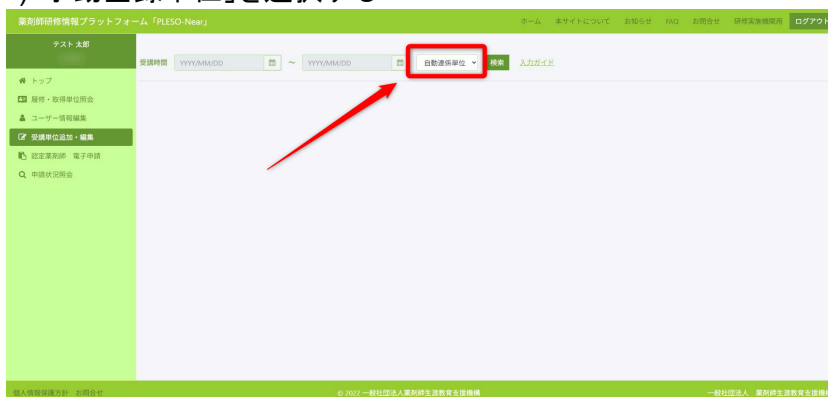 薬剤師研修情報プラットフォーム「PLESO-Near」
ホーム 本サイトについて お知らせ FAQ お問合せ 研修実施機関用 ログアウト
テスト 太郎
受講時間 YYYY/MM/DD ~ YYYY/MM/DD 自動連係単位 検索 入力ガイド
トップ
履修・取得単位照会
ユーザー情報編集
受講単位追加・編集
認定薬剤師 電子申請
申請状況照会
個人情報保護方針 お問合せ
© 2022 一般社団法人薬剤師生涯教育支援機構
一般社団法人 薬剤師生涯教育支援機